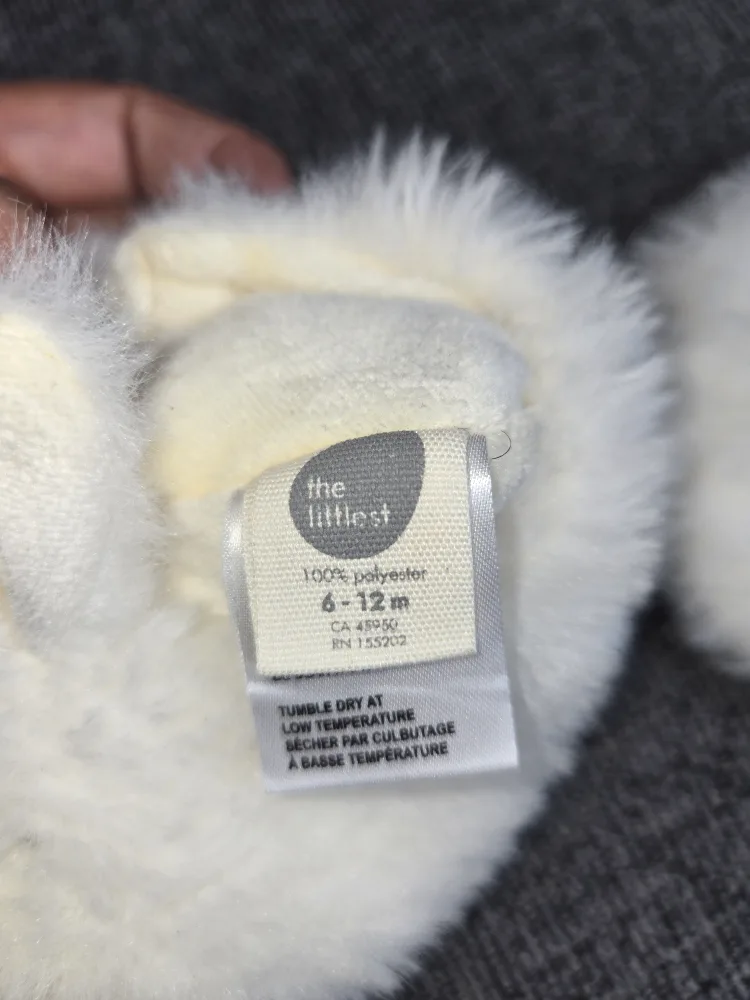 the
littlest
100% polyester
6 - 12 m
CA 45950
RN 155202
TUMBLE DRY AT
LOW TEMPERATURE
SÉCHER PAR CULBUTAGE
À BASSE TEMPÉRATURE